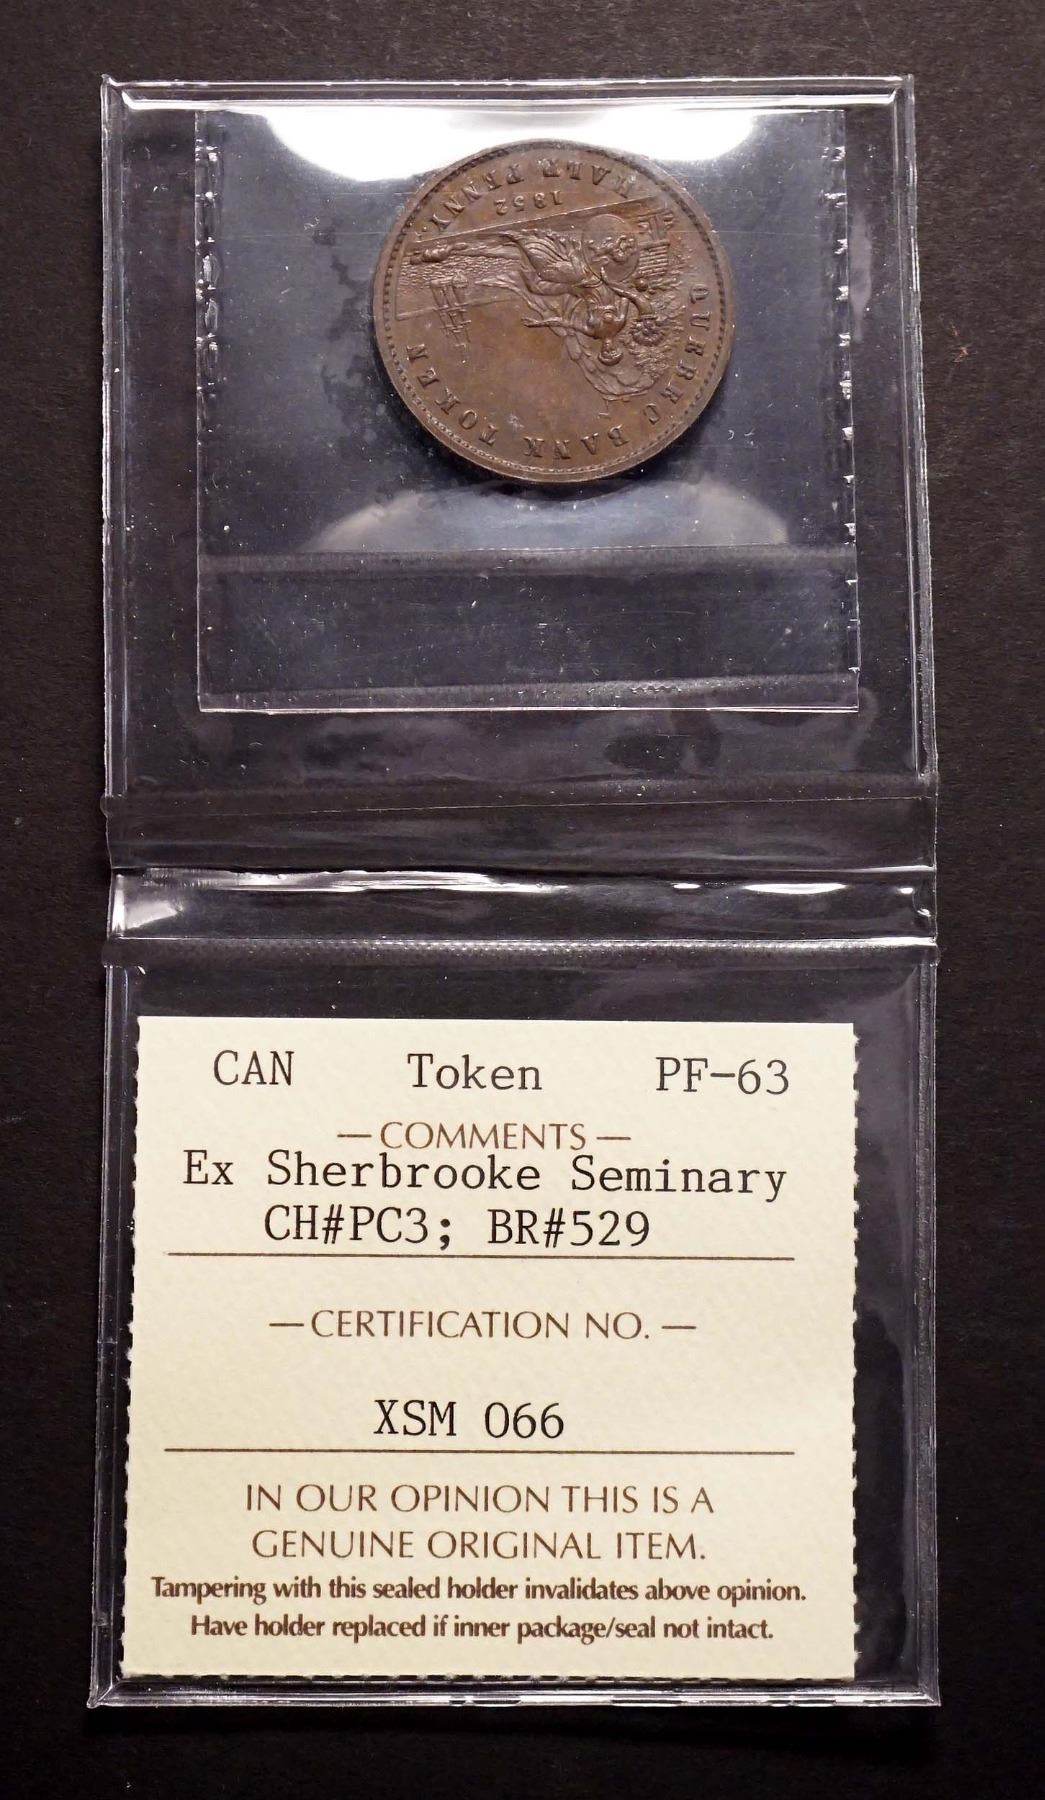 QUEBEC BANK TOKEN
1852
HALF PENNY
CAN Token PF-63
— COMMENTS —
Ex Sherbrooke Seminary
CH#PC3; BR#529
— CERTIFICATION NO. —
XSM 066
IN OUR OPINION THIS IS A
GENUINE ORIGINAL ITEM.
Tampering with this sealed holder invalidates above opinion.
Have holder replaced if inner package/seal not intact.